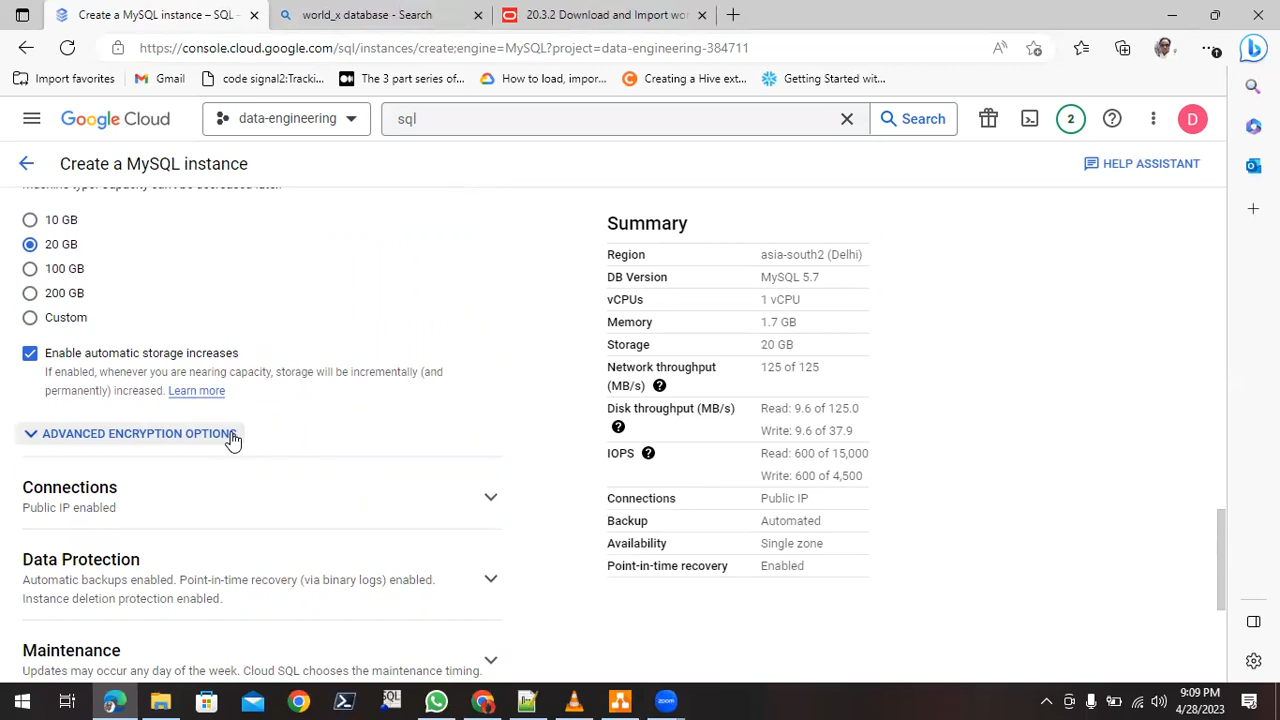 Create a MySQL instance – SQL –
world_x database - Search
20.3.2 Download and Import wor
https://console.cloud.google.com/sql/instances/create;engine=MySQL?project=data-engineering-384711
Import favorites
Gmail
code signal2:Tracki...
The 3 part series of...
How to load, impor...
Creating a Hive ext...
Getting Started wit...
Google Cloud
data-engineering
sql
Search
2
D
Create a MySQL instance
HELP ASSISTANT
10 GB
20 GB
100 GB
200 GB
Custom
Enable automatic storage increases
If enabled, whenever you are nearing capacity, storage will be incrementally (and
permanently) increased. Learn more
ADVANCED ENCRYPTION OPTIONS
Connections
Public IP enabled
Data Protection
Automatic backups enabled. Point-in-time recovery (via binary logs) enabled.
Instance deletion protection enabled.
Maintenance
Updates may occur any day of the week. Cloud SQL chooses the maintenance timing.
Summary
Region asia-south2 (Delhi)
DB Version MySQL 5.7
vCPUs 1 vCPU
Memory 1.7 GB
Storage 20 GB
Network throughput 125 of 125
(MB/s)
Disk throughput (MB/s) Read: 9.6 of 125.0
Write: 9.6 of 37.9
IOPS Read: 600 of 15,000
Write: 600 of 4,500
Connections Public IP
Backup Automated
Availability Single zone
Point-in-time recovery Enabled
SQL
zoom
9:09 PM
4/28/2023